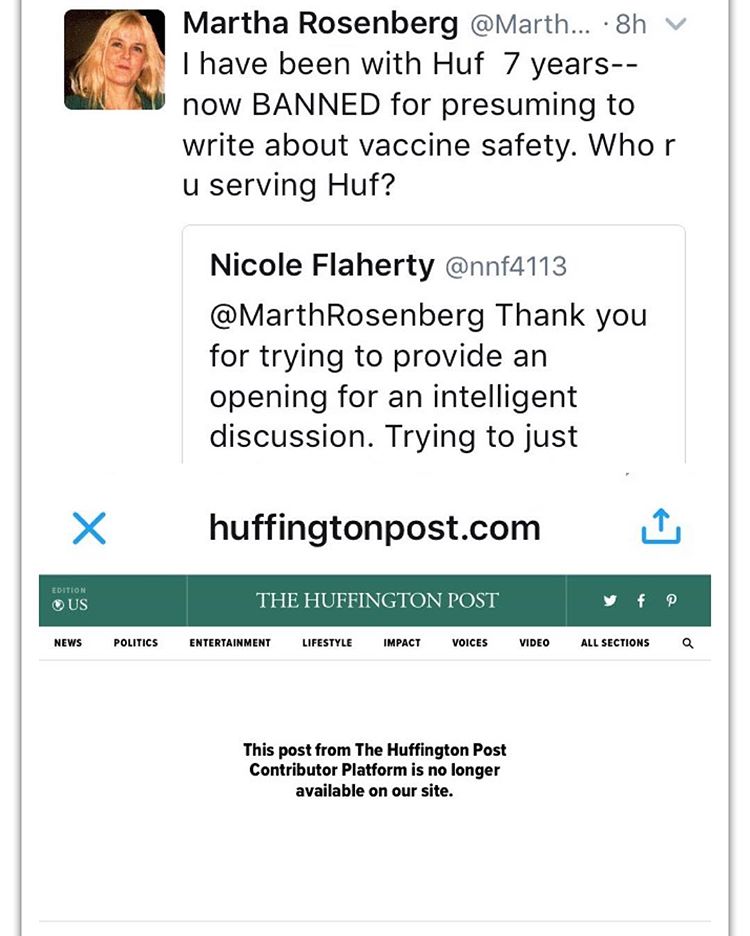 Martha Rosenberg @Marth... · 8h
I have been with Huf 7 years--
now BANNED for presuming to
write about vaccine safety. Who r
u serving Huf?
Nicole Flaherty @nnf4113
@MarthRosenberg Thank you
for trying to provide an
opening for an intelligent
discussion. Trying to just
huffingtonpost.com
EDITION
US
THE HUFFINGTON POST
NEWS POLITICS ENTERTAINMENT LIFESTYLE IMPACT VOICES VIDEO ALL SECTIONS
This post from The Huffington Post
Contributor Platform is no longer
available on our site.